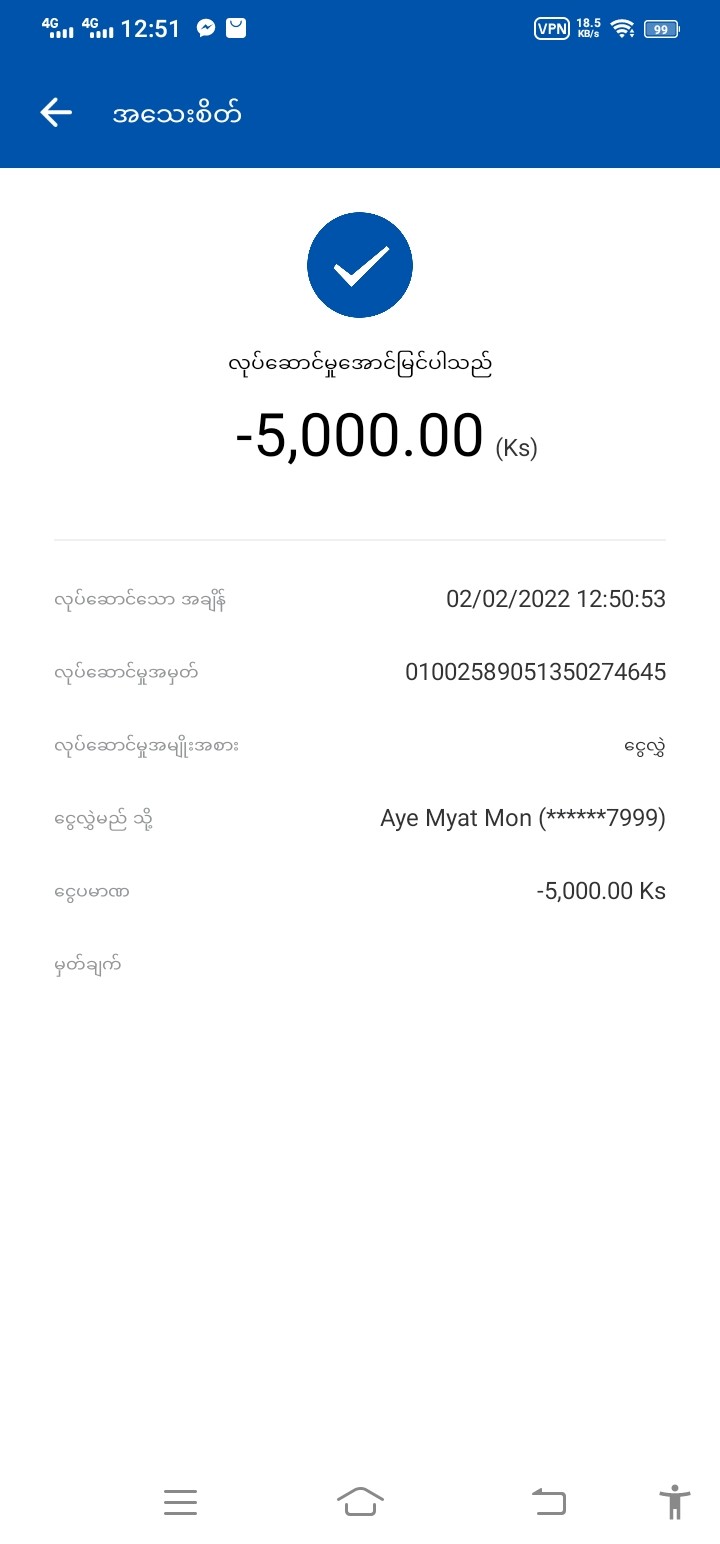 4G 4G 12:51 VPN 18.5 KB/s 99
အသေးစိတ်
လုပ်ဆောင်မှုအောင်မြင်ပါသည်
-5,000.00 (Ks)
လုပ်ဆောင်သော အချိန် 02/02/2022 12:50:53
လုပ်ဆောင်မှုအမှတ် 01002589051350274645
လုပ်ဆောင်မှုအမျိုးအစား ငွေလွှဲ
ငွေလွှဲမည် သို့ Aye Myat Mon (******7999)
ငွေပမာဏ -5,000.00 Ks
မှတ်ချက်